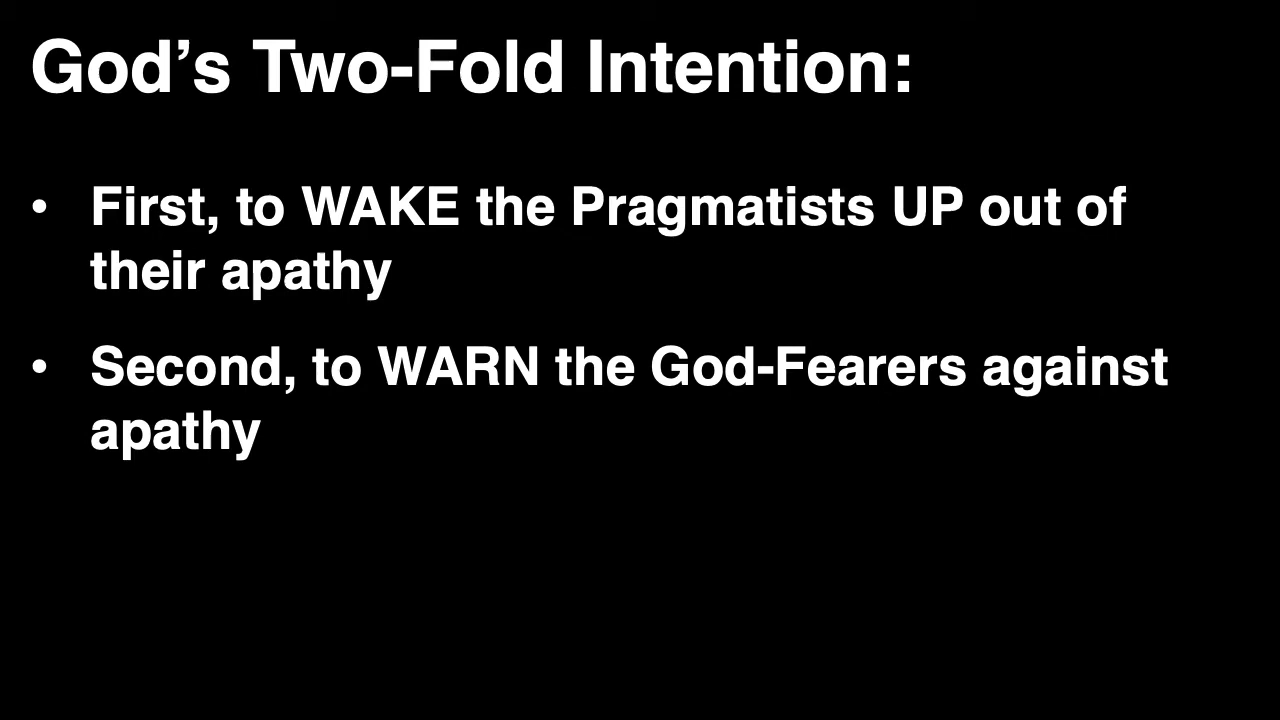 God’s Two-Fold Intention:
• First, to WAKE the Pragmatists UP out of
their apathy
• Second, to WARN the God-Fearers against
apathy